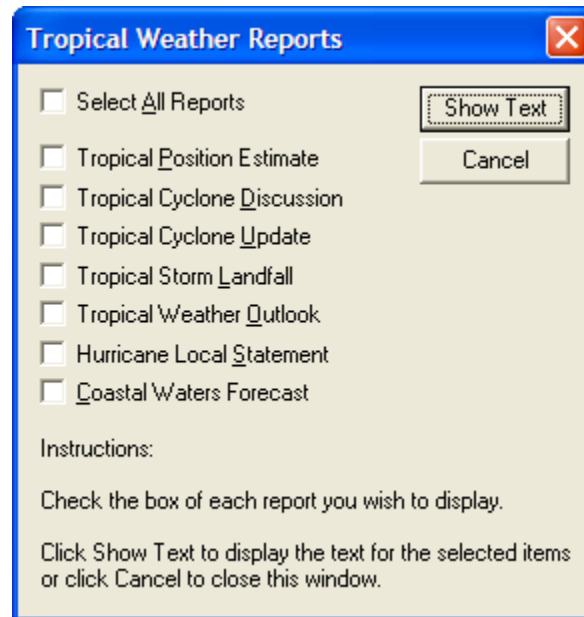 Tropical Weather Reports
Select All Reports
Show Text
Tropical Position Estimate
Cancel
Tropical Cyclone Discussion
Tropical Cyclone Update
Tropical Storm Landfall
Tropical Weather Outlook
Hurricane Local Statement
Coastal Waters Forecast
Instructions:
Check the box of each report you wish to display.
Click Show Text to display the text for the selected items
or click Cancel to close this window.